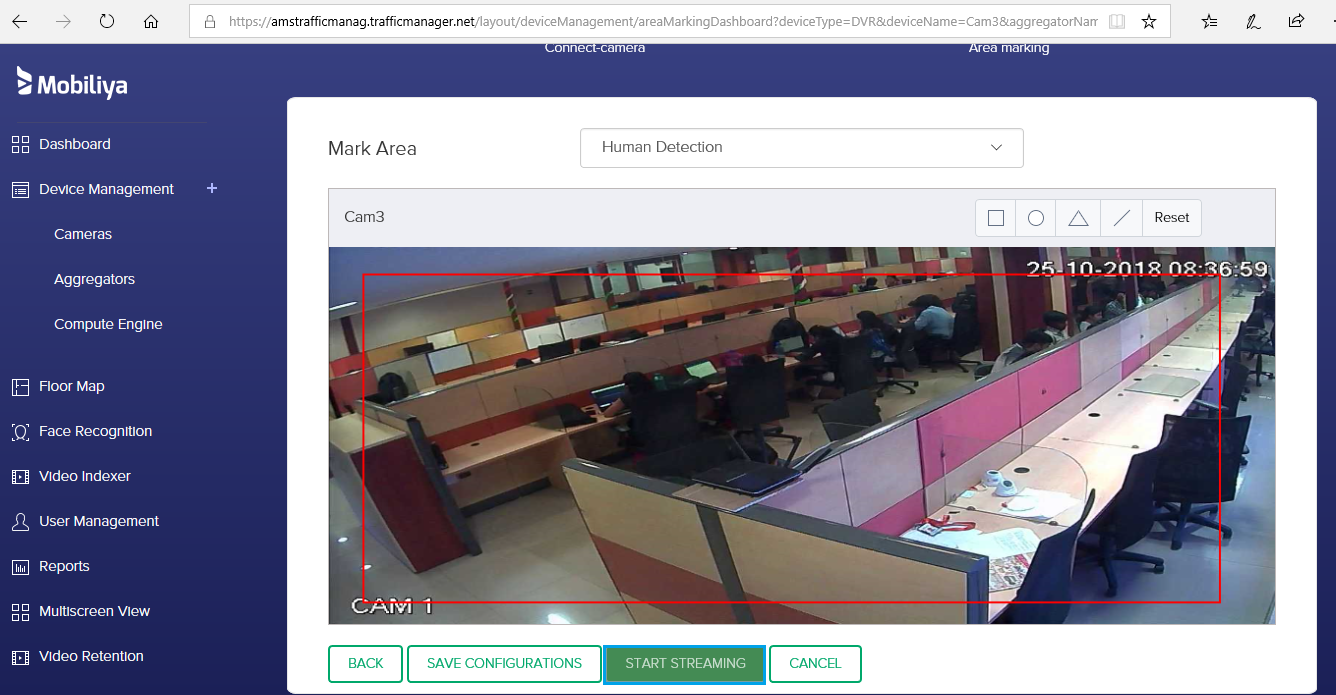 https://amstrafficmanag.trafficmanager.net/layout/deviceManagement/areaMarkingDashboard?deviceType=DVR&deviceName=Cam3&aggregatorNam
Connect-camera
Area marking
Mobiliya
Dashboard
Device Management +
Cameras
Aggregators
Compute Engine
Floor Map
Face Recognition
Video Indexer
User Management
Reports
Multiscreen View
Video Retention
Mark Area
Human Detection
Cam3
Reset
25-10-2018 08:36:59
CAM 1
BACK
SAVE CONFIGURATIONS
START STREAMING
CANCEL